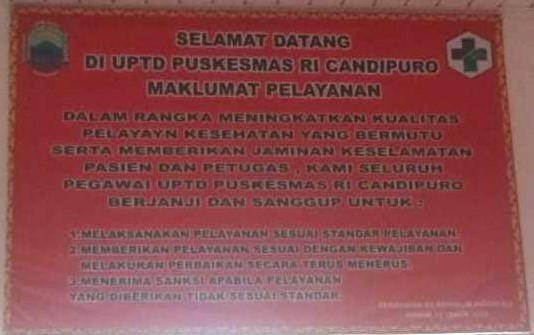 SELAMAT DATANG
DI UPTD PUSKESMAS RI CANDIPURO
MAKLUMAT PELAYANAN
DALAM RANGKA MENINGKATKAN KUALITAS
PELAYAYN KESEHATAN YANG BERMUTU
SERTA MEMBERIKAN JAMINAN KESELAMATAN
PASIEN DAN PETUGAS , KAMI SELURUH
PEGAWAI UPTD PUSKESMAS RI CANDIPURO
BERJANJI DAN SANGGUP UNTUK :
1.MELAKSANAKAN PELAYANAN SESUAI STANDAR PELAYANAN.
2.MEMBERIKAN PELAYANAN SESUAI DENGAN KEWAJIBAN DAN
MELAKUKAN PERBAIKAN SECARA TERUS MENERUS.
3.MENERIMA SANKSI APABILA PELAYANAN
YANG DIBERIKAN TIDAK SESUAI STANDAR.